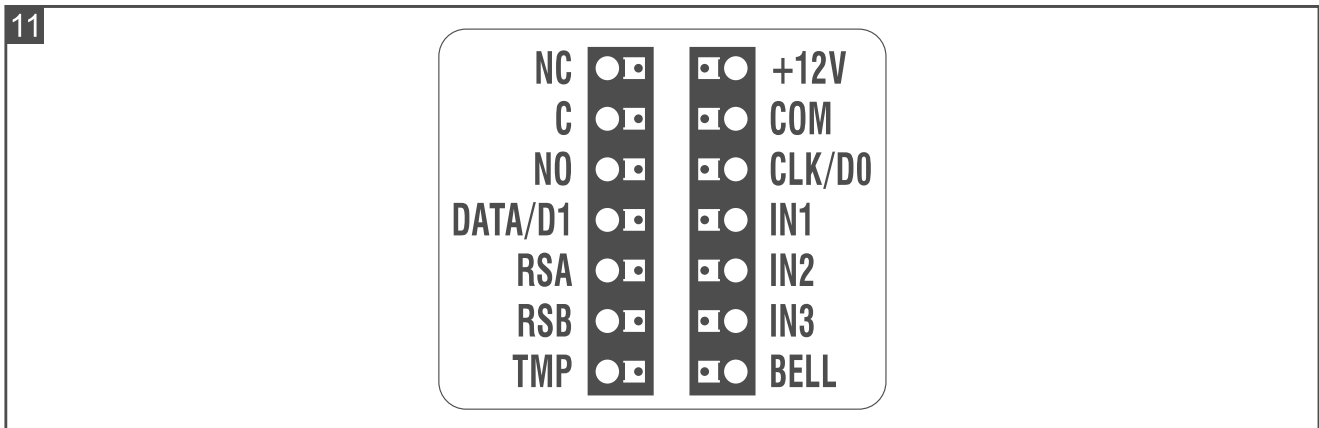 11
NC +12V
C COM
NO CLK/D0
DATA/D1 IN1
RSA IN2
RSB IN3
TMP BELL